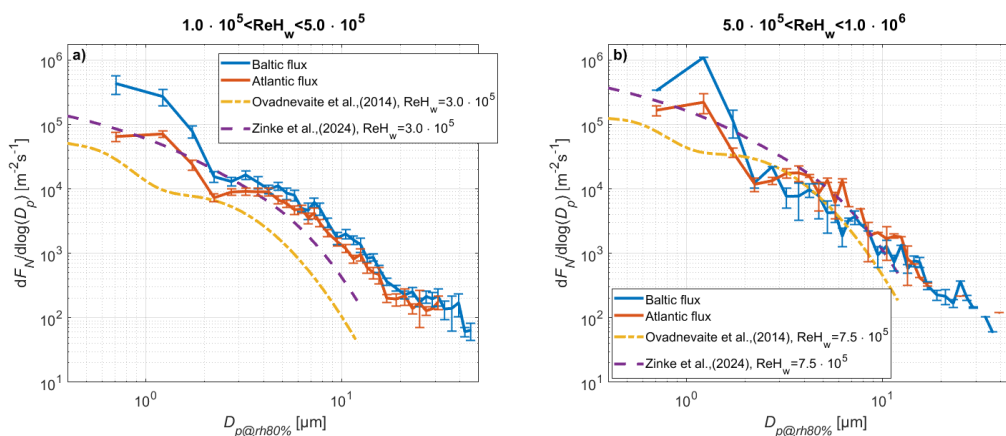 1.0 · 10⁵<ReH_w<5.0 · 10⁵
a)
Baltic flux
Atlantic flux
Ovadnevaite et al.,(2014), ReH_w=3.0 · 10⁵
Zinke et al.,(2024), ReH_w=3.0 · 10⁵
10⁶
10⁵
10⁴
10³
10²
10¹
dF_N/dlog(D_p) [m⁻²s⁻¹]
10⁰ 10¹
D_p@rh80% [µm]
5.0 · 10⁵<ReH_w<1.0 · 10⁶
b)
10⁶
10⁵
10⁴
10³
10²
10¹
dF_N/dlog(D_p) [m⁻²s⁻¹]
Baltic flux
Atlantic flux
Ovadnevaite et al.,(2014), ReH_w=7.5 · 10⁵
Zinke et al.,(2024), ReH_w=7.5 · 10⁵
10⁰ 10¹
D_p@rh80% [µm]